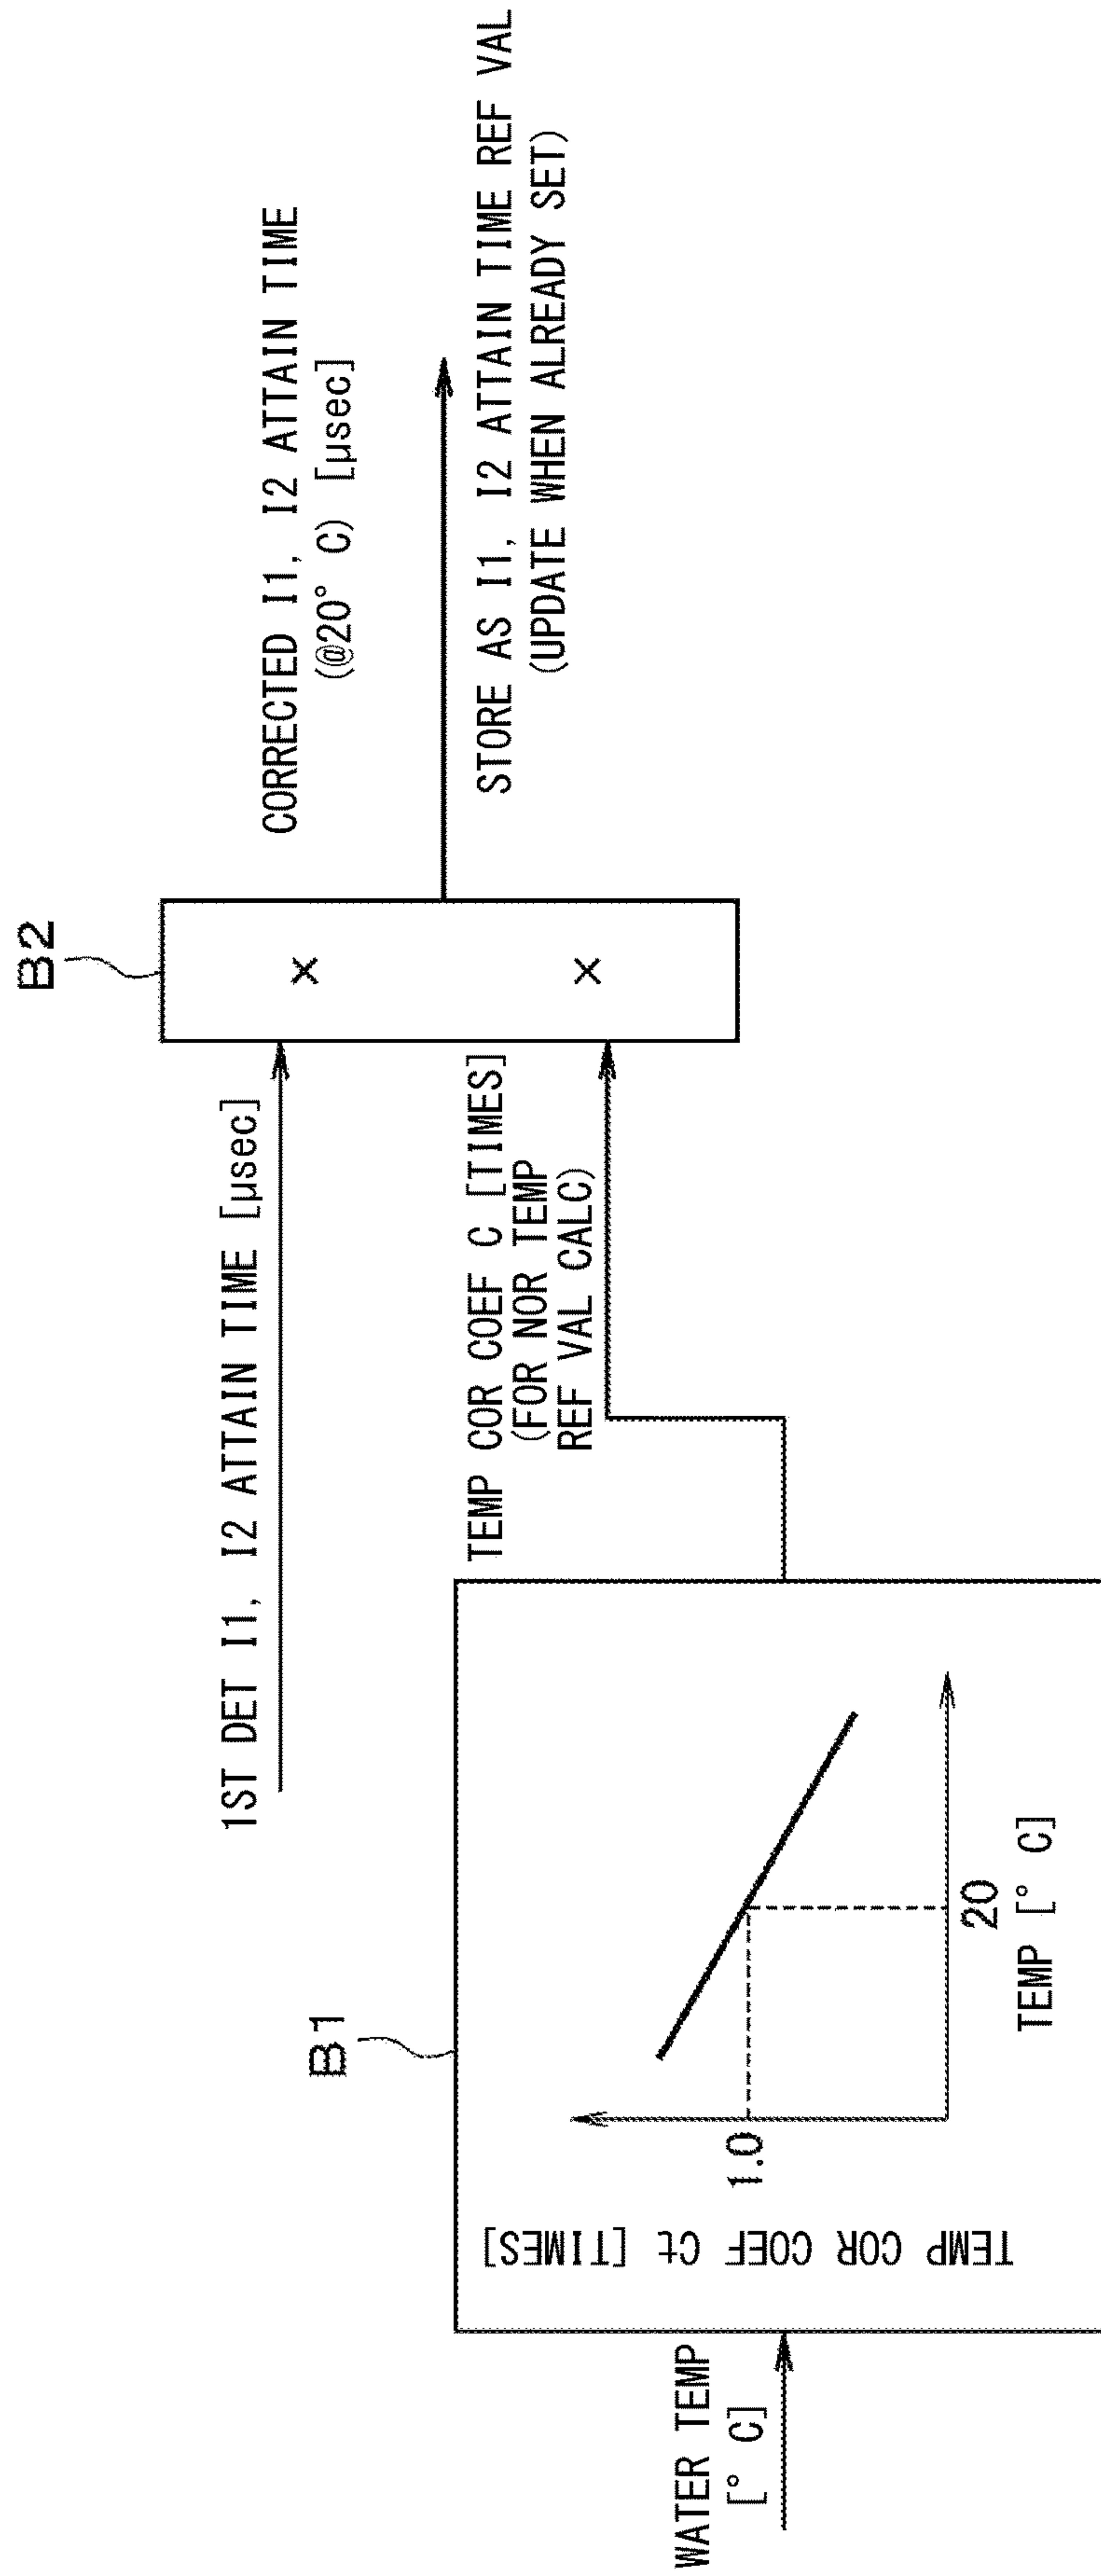 B2
1ST DET I1, I2 ATTAIN TIME [µsec]
CORRECTED I1, I2 ATTAIN TIME
(@20° C) [µsec]
B1
TEMP COR COEF C [TIMES]
(FOR NOR TEMP
REF VAL CALC)
×
×
STORE AS I1, I2 ATTAIN TIME REF VAL
(UPDATE WHEN ALREADY SET)
WATER TEMP
[° C]
TEMP COR COEF Ct [TIMES]
1.0
20
TEMP [° C]